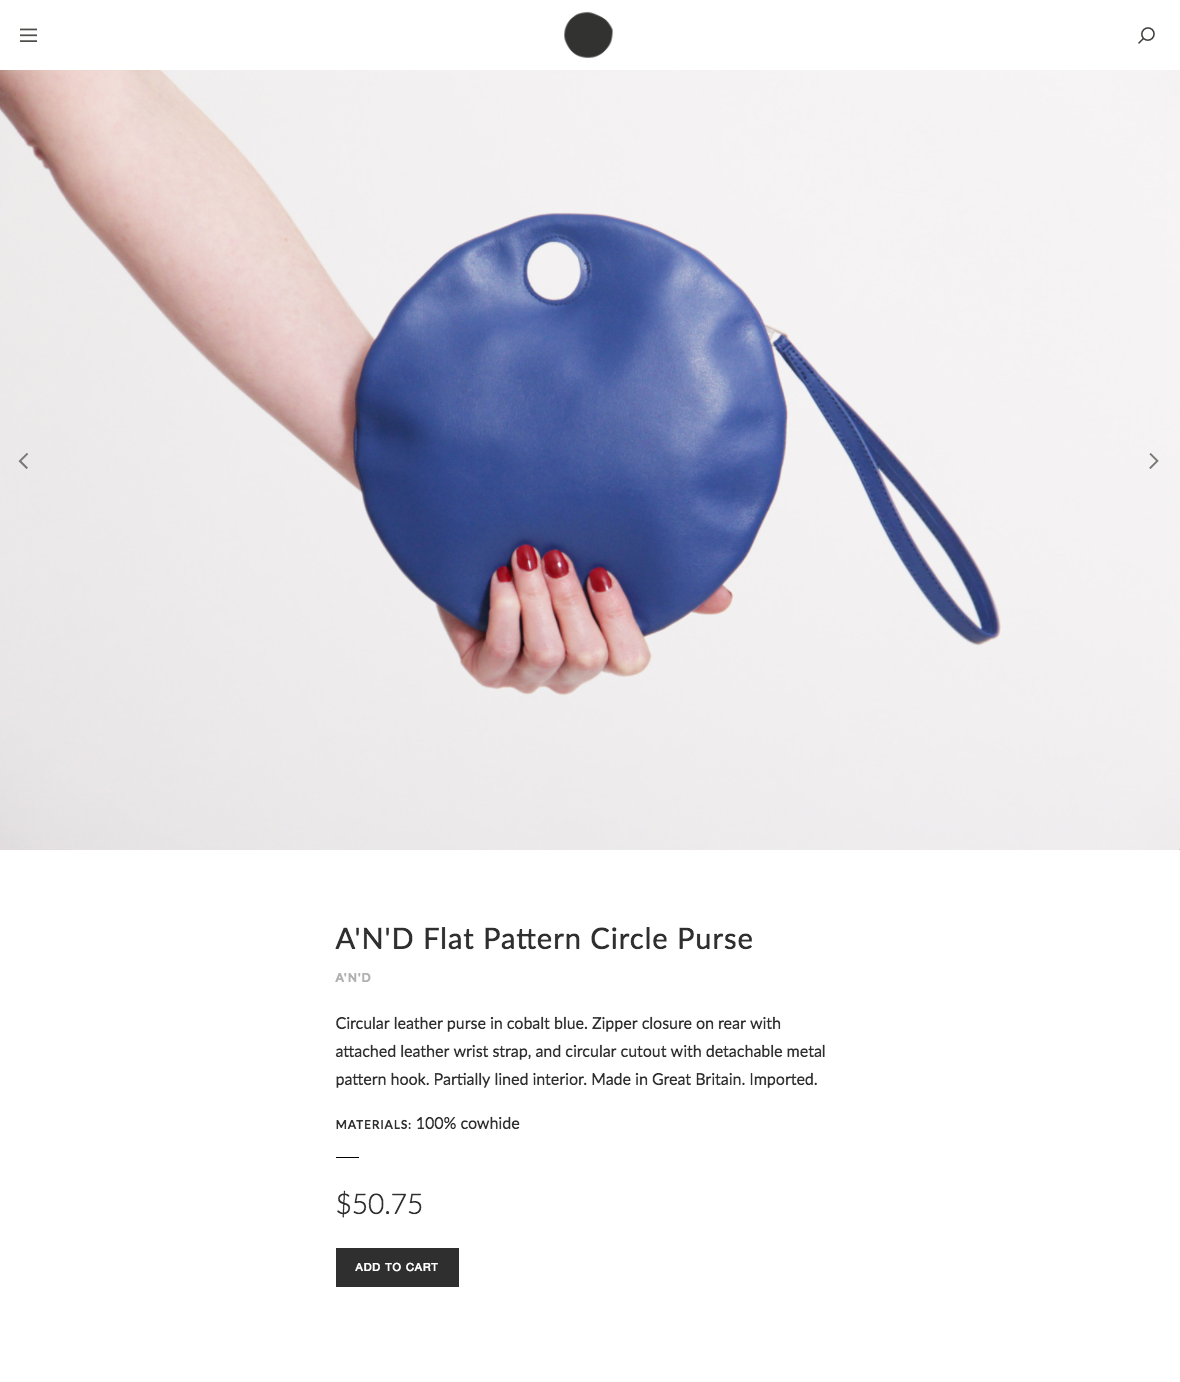 A'N'D Flat Pattern Circle Purse
A'N'D
Circular leather purse in cobalt blue. Zipper closure on rear with
attached leather wrist strap, and circular cutout with detachable metal
pattern hook. Partially lined interior. Made in Great Britain. Imported.
MATERIALS: 100% cowhide
$50.75
ADD TO CART